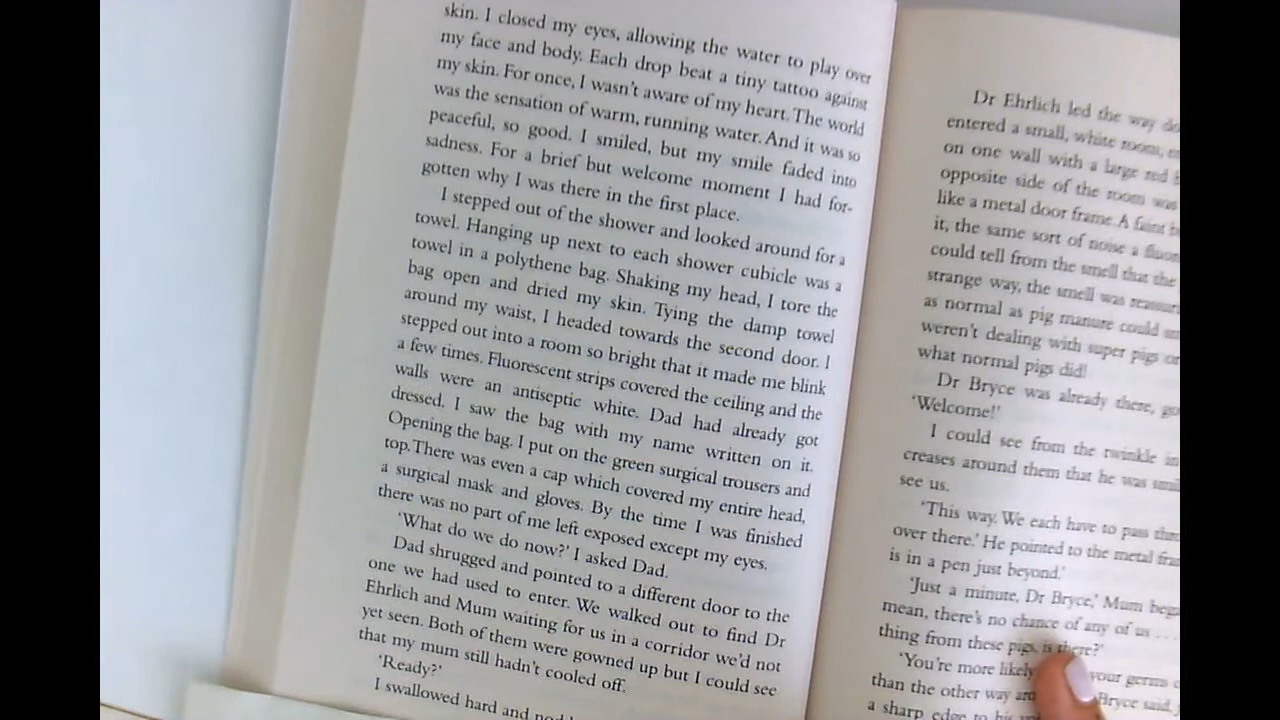 skin. I closed my eyes, allowing the water to play over
my face and body. Each drop beat a tiny tattoo against
my skin. For once, I wasn't aware of my heart. The world
was the sensation of warm, running water. And it was so
peaceful, so good. I smiled, but my smile faded into
sadness. For a brief but welcome moment I had for-
gotten why I was there in the first place.
I stepped out of the shower and looked around for a
towel. Hanging up next to each shower cubicle was a
towel in a polythene bag. Shaking my head, I tore the
bag open and dried my skin. Tying the damp towel
around my waist, I headed towards the second door. I
stepped out into a room so bright that it made me blink
a few times. Fluorescent strips covered the ceiling and the
walls were an antiseptic white. Dad had already got
dressed. I saw the bag with my name written on it.
Opening the bag. I put on the green surgical trousers and
top. There was even a cap which covered my entire head,
a surgical mask and gloves. By the time I was finished
there was no part of me left exposed except my eyes.
'What do we do now?' I asked Dad.
Dad shrugged and pointed to a different door to the
one we had used to enter. We walked out to find Dr
Ehrlich and Mum waiting for us in a corridor we'd not
yet seen. Both of them were gowned up but I could see
that my mum still hadn't cooled off.
'Ready?'
I swallowed hard and
Dr Ehrlich led the way
entered a small, white room,
on one wall with a large red
opposite side of the room was
like a metal door frame. A faint
it, the same sort of noise a
could tell from the smell that the
strange way, the smell was
as normal as pig manure could
weren't dealing with super pigs
what normal pigs did!
Dr Bryce was already there,
'Welcome!'
I could see from the twinkle in
creases around them that he was
see us.
'This way. We each have to pass
over there.' He pointed to the metal
is in a pen just beyond.'
'Just a minute, Dr Bryce,' Mum
mean, there's no chance of any of us ...
thing from these pigs, is there?'
'You're more likely your germs
than the other way Bryce said,
a sharp edge to his